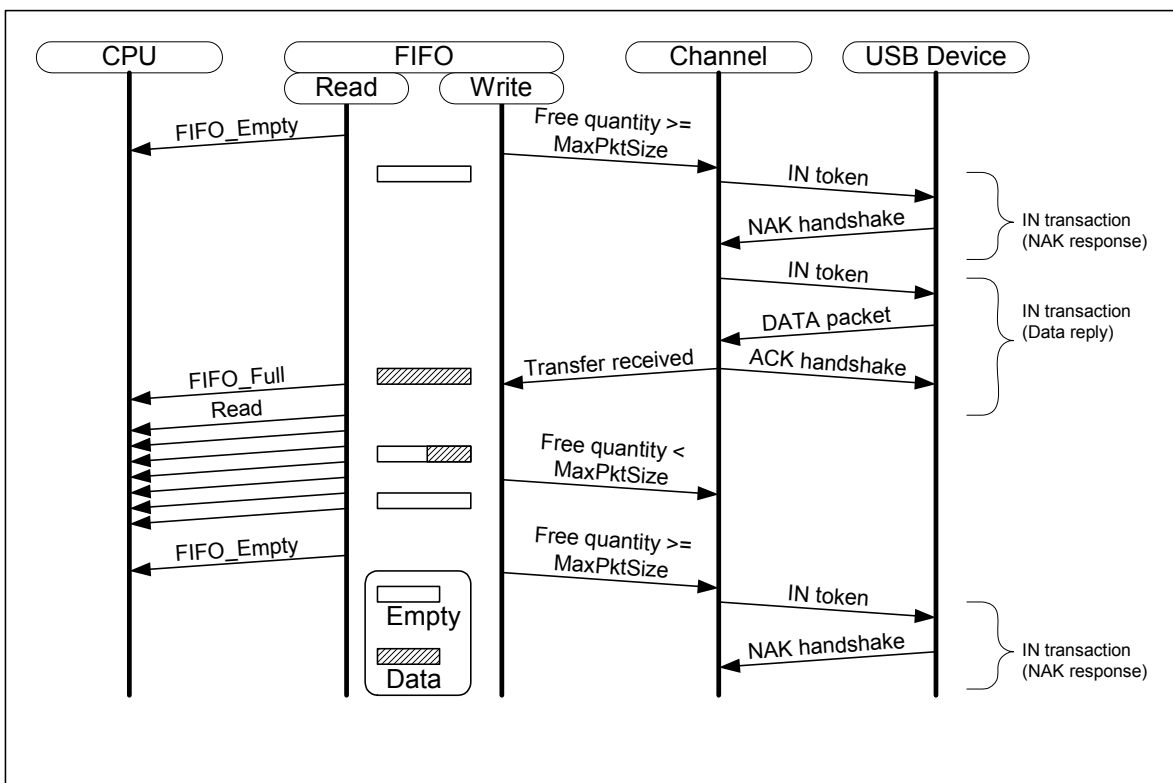 CPU
FIFO
Channel
USB Device
Read
Write
FIFO_Empty
Free quantity >=
MaxPktSize
IN token
NAK handshake
IN transaction
(NAK response)
IN token
DATA packet
IN transaction
(Data reply)
Transfer received
ACK handshake
FIFO_Full
Read
Free quantity <
MaxPktSize
FIFO_Empty
Free quantity >=
MaxPktSize
Empty
Data
IN token
NAK handshake
IN transaction
(NAK response)